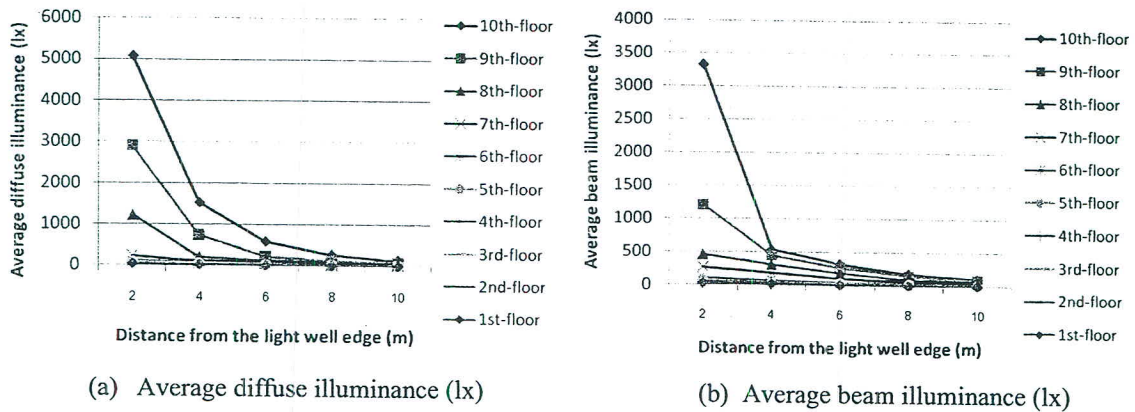 6000
5000
4000
3000
2000
1000
0
2 4 6 8 10
Average diffuse illuminance (lx)
Distance from the light well edge (m)
10th-floor
9th-floor
8th-floor
7th-floor
6th-floor
5th-floor
4th-floor
3rd-floor
2nd-floor
1st-floor
(a) Average diffuse illuminance (lx)
4000
3500
3000
2500
2000
1500
1000
500
0
2 4 6 8 10
Average beam illuminance (lx)
Distance from the light well edge (m)
10th-floor
9th-floor
8th-floor
7th-floor
6th-floor
5th-floor
4th-floor
3rd-floor
2nd-floor
1st-floor
(b) Average beam illuminance (lx)